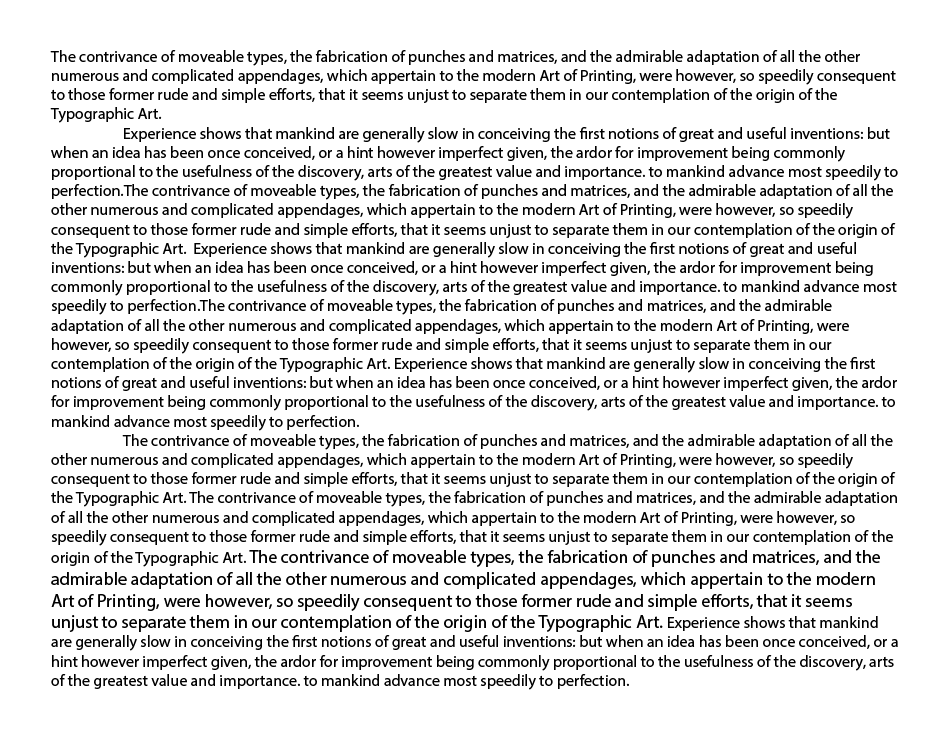 The contrivance of moveable types, the fabrication of punches and matrices, and the admirable adaptation of all the other
numerous and complicated appendages, which appertain to the modern Art of Printing, were however, so speedily consequent
to those former rude and simple efforts, that it seems unjust to separate them in our contemplation of the origin of the
Typographic Art.
Experience shows that mankind are generally slow in conceiving the first notions of great and useful inventions: but
when an idea has been once conceived, or a hint however imperfect given, the ardor for improvement being commonly
proportional to the usefulness of the discovery, arts of the greatest value and importance. to mankind advance most speedily to
perfection.The contrivance of moveable types, the fabrication of punches and matrices, and the admirable adaptation of all the
other numerous and complicated appendages, which appertain to the modern Art of Printing, were however, so speedily
consequent to those former rude and simple efforts, that it seems unjust to separate them in our contemplation of the origin of
the Typographic Art.  Experience shows that mankind are generally slow in conceiving the first notions of great and useful
inventions: but when an idea has been once conceived, or a hint however imperfect given, the ardor for improvement being
commonly proportional to the usefulness of the discovery, arts of the greatest value and importance. to mankind advance most
speedily to perfection.The contrivance of moveable types, the fabrication of punches and matrices, and the admirable
adaptation of all the other numerous and complicated appendages, which appertain to the modern Art of Printing, were
however, so speedily consequent to those former rude and simple efforts, that it seems unjust to separate them in our
contemplation of the origin of the Typographic Art. Experience shows that mankind are generally slow in conceiving the first
notions of great and useful inventions: but when an idea has been once conceived, or a hint however imperfect given, the ardor
for improvement being commonly proportional to the usefulness of the discovery, arts of the greatest value and importance. to
mankind advance most speedily to perfection.
The contrivance of moveable types, the fabrication of punches and matrices, and the admirable adaptation of all the
other numerous and complicated appendages, which appertain to the modern Art of Printing, were however, so speedily
consequent to those former rude and simple efforts, that it seems unjust to separate them in our contemplation of the origin of
the Typographic Art. The contrivance of moveable types, the fabrication of punches and matrices, and the admirable adaptation
of all the other numerous and complicated appendages, which appertain to the modern Art of Printing, were however, so
speedily consequent to those former rude and simple efforts, that it seems unjust to separate them in our contemplation of the
origin of the Typographic Art. The contrivance of moveable types, the fabrication of punches and matrices, and the
admirable adaptation of all the other numerous and complicated appendages, which appertain to the modern
Art of Printing, were however, so speedily consequent to those former rude and simple efforts, that it seems
unjust to separate them in our contemplation of the origin of the Typographic Art. Experience shows that mankind
are generally slow in conceiving the first notions of great and useful inventions: but when an idea has been once conceived, or a
hint however imperfect given, the ardor for improvement being commonly proportional to the usefulness of the discovery, arts
of the greatest value and importance. to mankind advance most speedily to perfection.